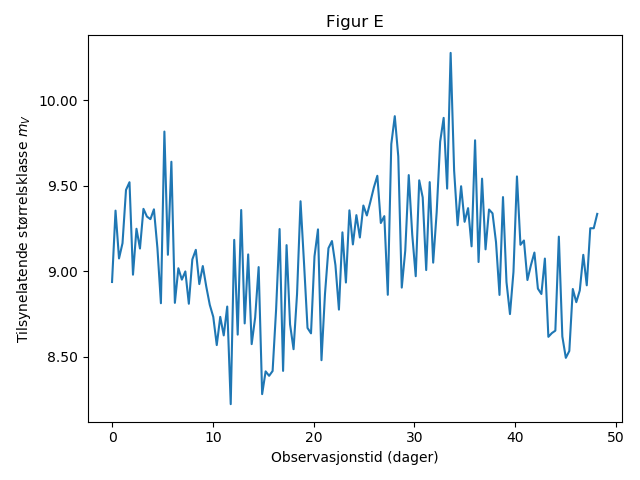 Figur E
Tilsynelatende størrelsklasse m_V
10.00
9.50
9.00
8.50
0 10 20 30 40 50
Observasjonstid (dager)